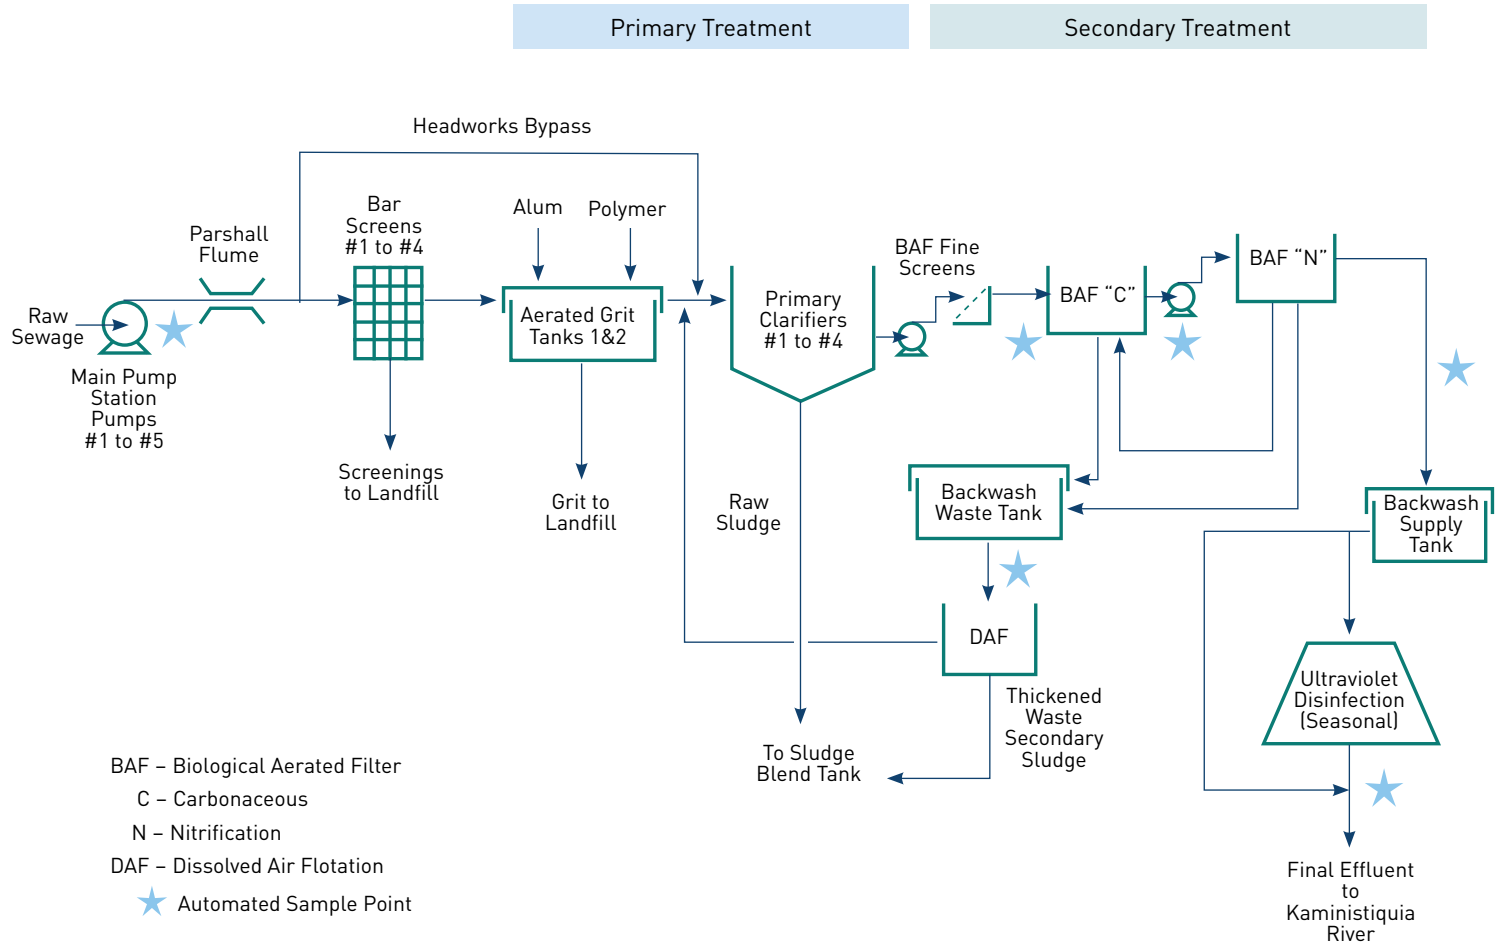 Primary Treatment
Secondary Treatment
Headworks Bypass
Bar
Screens
#1 to #4
Alum
Polymer
Parshall
Flume
BAF Fine
Screens
BAF “N”
BAF “C”
Raw
Sewage
Aerated Grit
Tanks 1&2
Primary
Clarifiers
#1 to #4
Main Pump
Station
Pumps
#1 to #5
Screenings
to Landfill
Grit to
Landfill
Raw
Sludge
Backwash
Waste Tank
Backwash
Supply
Tank
DAF
Thickened
Waste
Secondary
Sludge
Ultraviolet
Disinfection
(Seasonal)
To Sludge
Blend Tank
BAF – Biological Aerated Filter
C – Carbonaceous
N – Nitrification
DAF – Dissolved Air Flotation
Automated Sample Point
Final Effluent
to
Kaministiquia
River